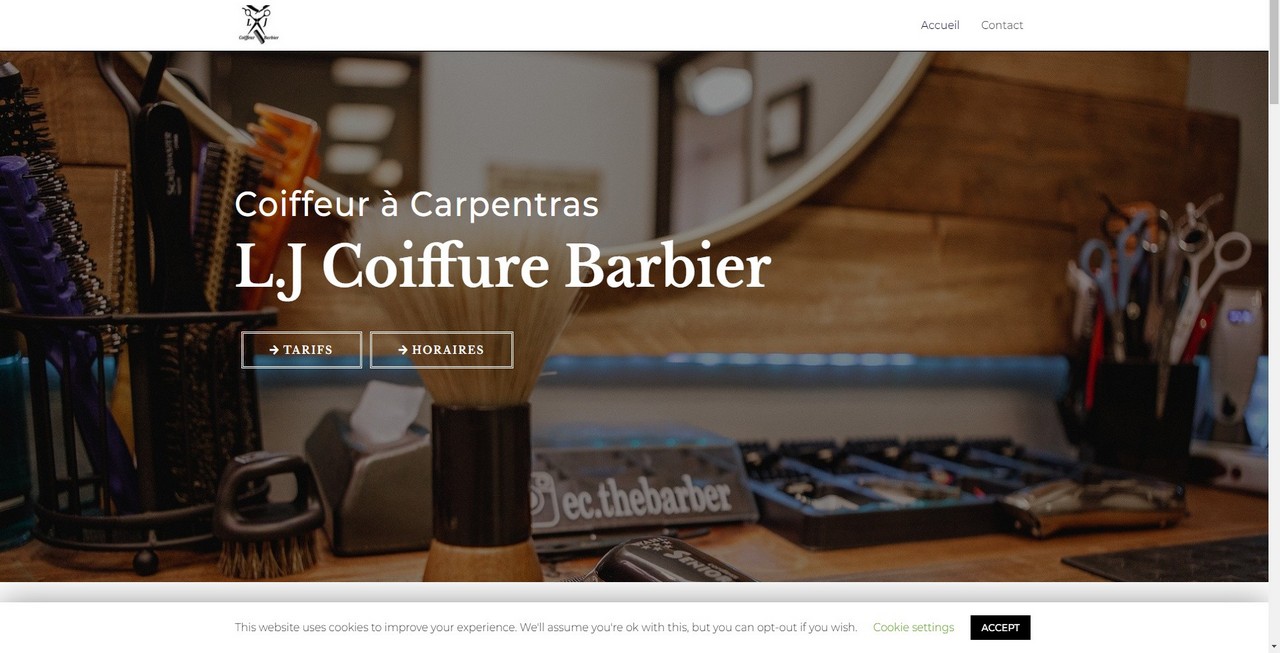 L J
Coiffeur Barbier
Accueil
Contact
Coiffeur à Carpentras
L.J Coiffure Barbier
→ TARIFS
→ HORAIRES
ec.thebarber
SENIOR
This website uses cookies to improve your experience. We'll assume you're ok with this, but you can opt-out if you wish.
Cookie settings
ACCEPT